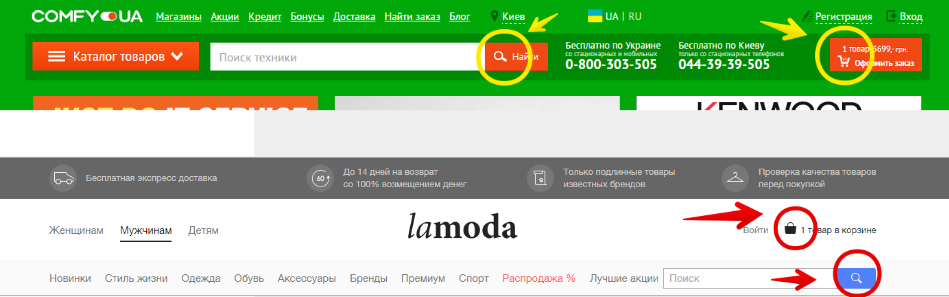 COMFY UA Магазины Акции Кредит Бонусы Доставка Найти заказ Блог Киев UA | RU Регистрация Вход
Каталог товаров Поиск техники Найти
Бесплатно по Украине
со стационарных и мобильных
0-800-303-505
Бесплатно по Киеву
только со стационарных телефонов
044-39-39-505
1 товар 6699,- грн.
Оформить заказ
KENWOOD
Бесплатная экспресс доставка
60
До 14 дней на возврат
со 100% возмещением денег
Только подлинные товары
известных брендов
Проверка качества товаров
перед покупкой
Женщинам Мужчинам Детям
lamoda
Войти 1 товар в корзине
Новинки Стиль жизни Одежда Обувь Аксессуары Бренды Премиум Спорт Распродажа % Лучшие акции Поиск